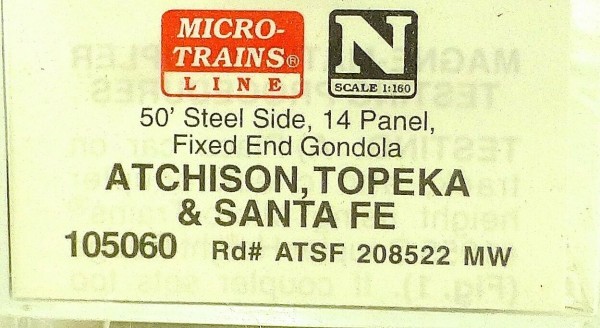 MICRO-
TRAINS®
LINE
N
SCALE 1:160
50' Steel Side, 14 Panel,
Fixed End Gondola
ATCHISON, TOPEKA
& SANTA FE
105060 Rd# ATSF 208522 MW